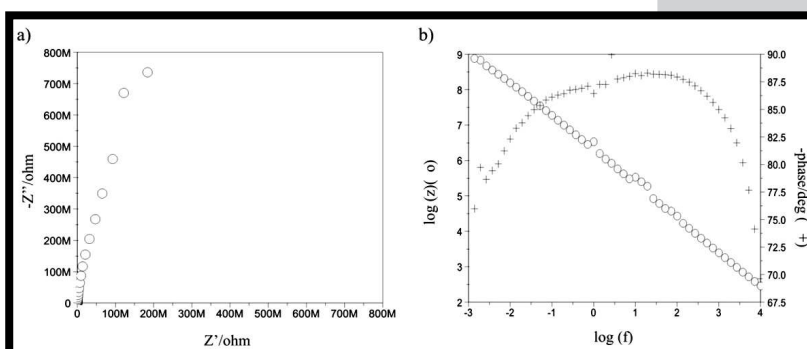 a)
800M
700M
600M
500M
400M
300M
200M
100M
0
-Z''/ohm
0
100M
200M
300M
400M
500M
600M
700M
800M
Z'/ohm
b)
9
8
7
6
5
4
3
2
log (z)( o)
-3
-2
-1
0
1
2
3
4
log (f)
90.0
87.5
85.0
82.5
80.0
77.5
75.0
72.5
70.0
67.5
-phase/deg ( +)